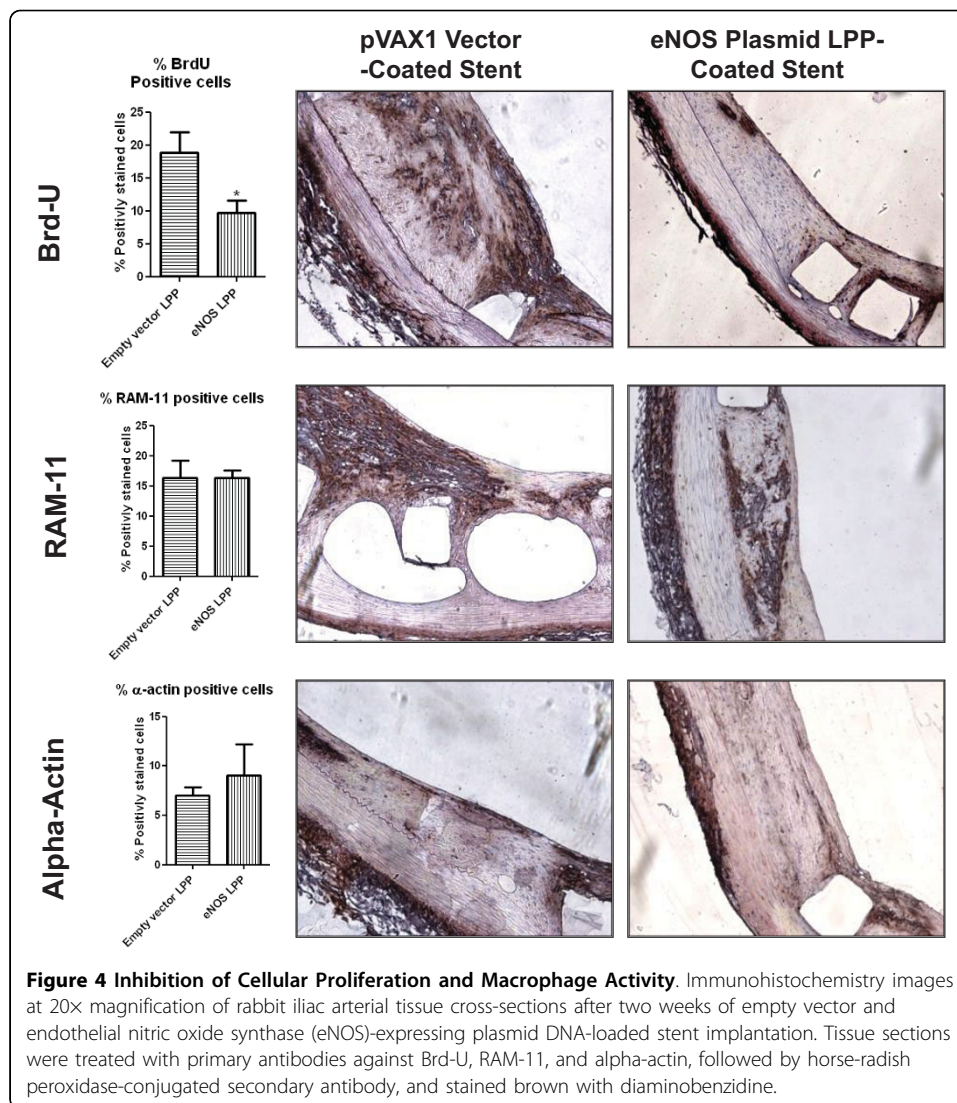 pVAX1 Vector
-Coated Stent
eNOS Plasmid LPP-
Coated Stent
Brd-U
% BrdU
Positive cells
% Positivly stained cells
25
20
15
10
5
0
*
Empty vector LPP
eNOS LPP
RAM-11
% RAM-11 positive cells
% Positivly stained cells
25
20
15
10
5
0
Empty vector LPP
eNOS LPP
Alpha-Actin
% α-actin positive cells
% Positivly stained cells
15
10
5
0
Empty vector LPP
eNOS LPP
Figure 4 Inhibition of Cellular Proliferation and Macrophage Activity. Immunohistochemistry images
at 20× magnification of rabbit iliac arterial tissue cross-sections after two weeks of empty vector and
endothelial nitric oxide synthase (eNOS)-expressing plasmid DNA-loaded stent implantation. Tissue sections
were treated with primary antibodies against Brd-U, RAM-11, and alpha-actin, followed by horse-radish
peroxidase-conjugated secondary antibody, and stained brown with diaminobenzidine.